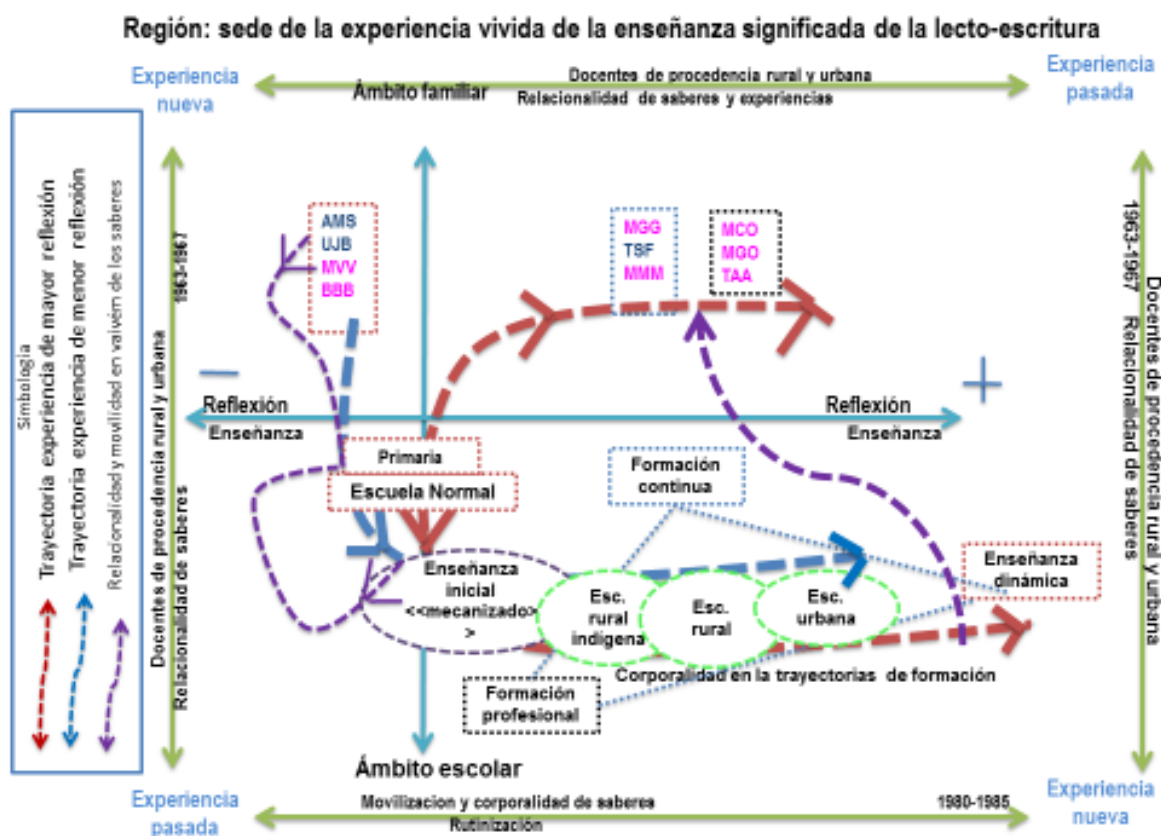 Región: sede de la experiencia vivida de la enseñanza significada de la lecto-escritura
Experiencia
nueva
Docentes de procedencia rural y urbana
Ámbito familiar
Relacionalidad de saberes y experiencias
Experiencia
pasada
Simbología
Trayectoria experiencia de mayor reflexión
Trayectoria experiencia de menor reflexión
Relacionalidad y movilidad en vaivém de los saberes
1963-1967
Docentes de procedencia rural y urbana
Relacionalidad de saberes
AMS
UJB
MVV
BBB
MGG
TSF
MMM
MCO
MGO
TAA
1963-1967 Relacionalidad de saberes
Docentes de procedencia rural y urbana
Reflexión
Enseñanza
Reflexión
Enseñanza
Primaria
Escuela Normal
Formación
continua
Enseñanza
inicial
<<mecanizado>
>
Esc.
rural
indígena
Esc.
rural
Esc.
urbana
Enseñanza
dinámica
Corporalidad en la trayectorias de formación
Formación
profesional
Ámbito escolar
Experiencia
pasada
Movilizacion y corporalidad de saberes
1980-1985
Rutinización
Experiencia
nueva